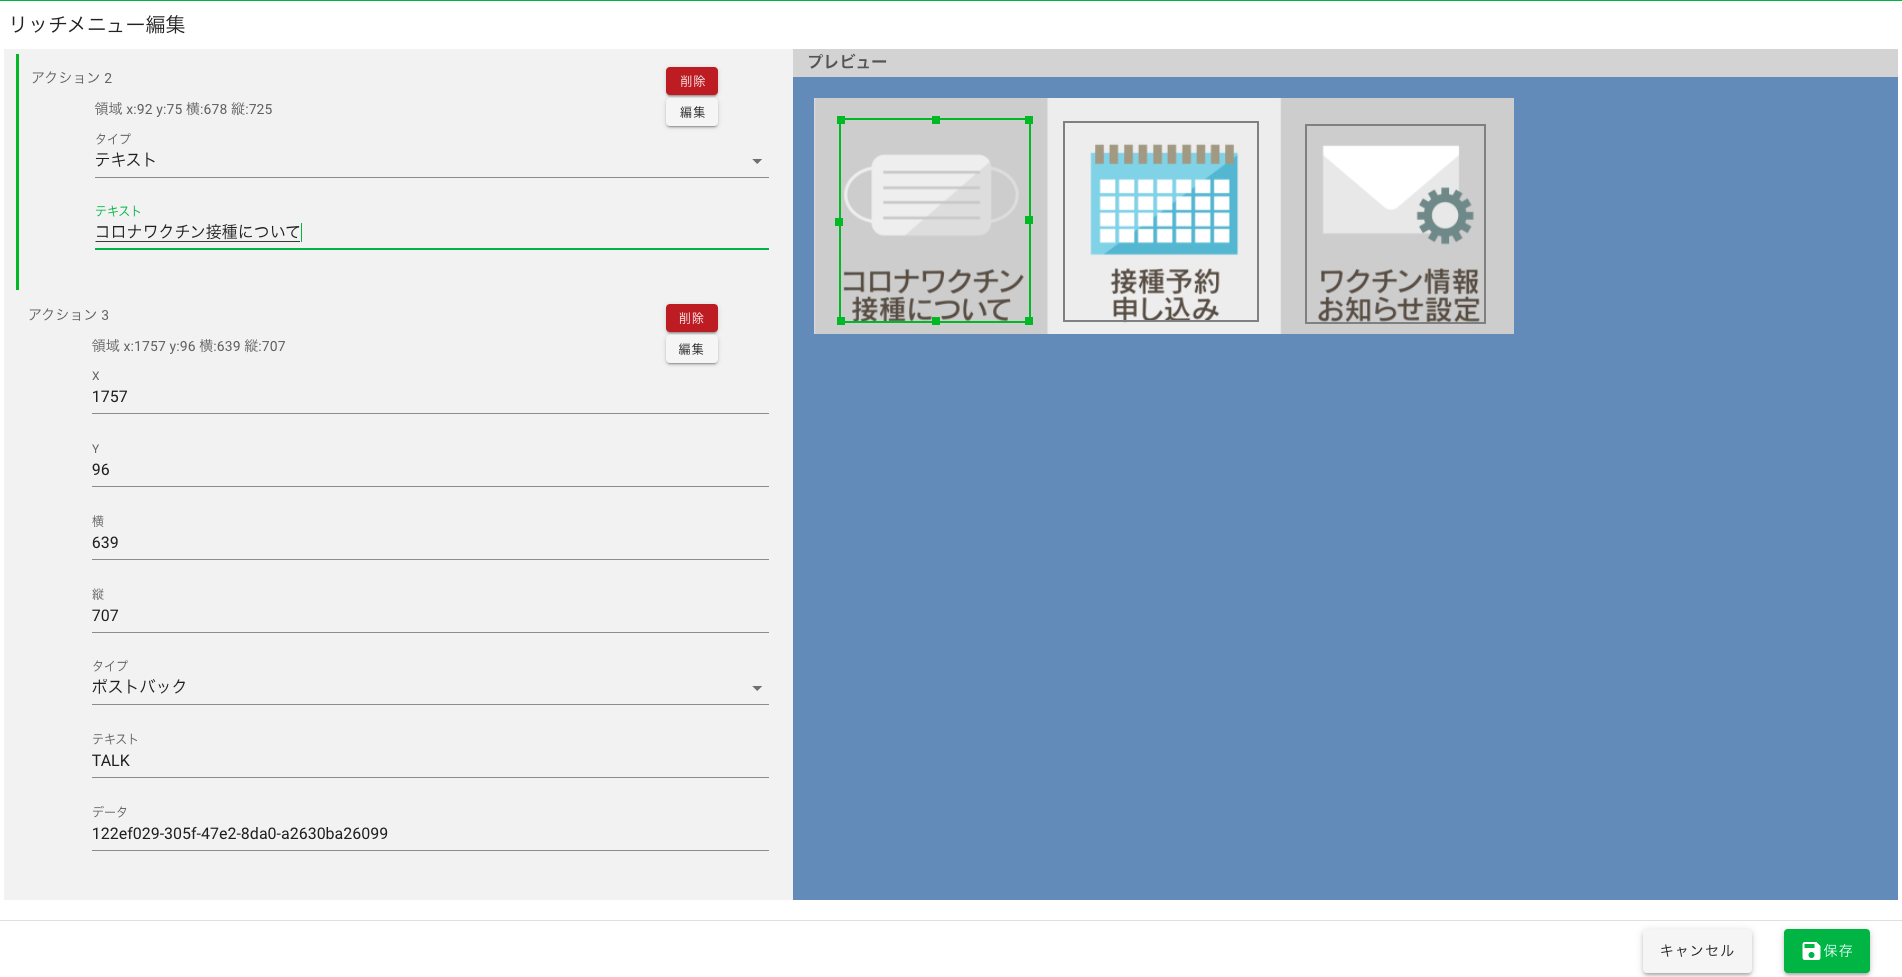 リッチメニュー編集
アクション 2
削除
領域 x:92 y:75 横:678 縦:725
編集
タイプ
テキスト
テキスト
コロナワクチン接種について
アクション 3
削除
領域 x:1757 y:96 横:639 縦:707
編集
X
1757
Y
96
横
639
縦
707
タイプ
ポストバック
テキスト
TALK
データ
122ef029-305f-47e2-8da0-a2630ba26099
プレビュー
コロナワクチン
接種について
接種予約
申し込み
ワクチン情報
お知らせ設定
キャンセル
保存